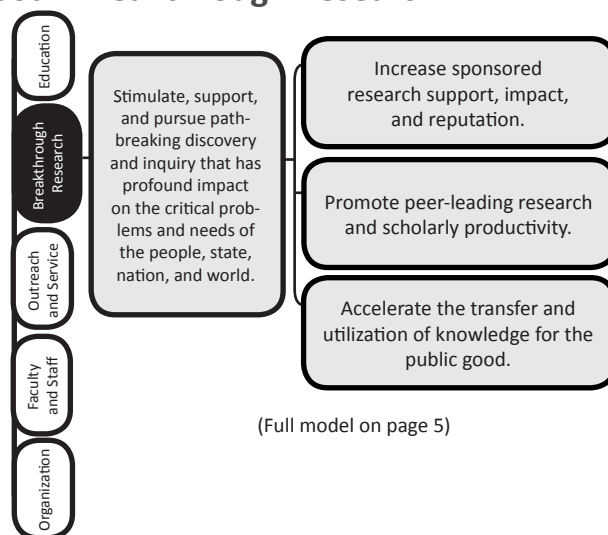 Education
Breakthrough
Research
Outreach
and Service
Faculty
and Staff
Organization
Stimulate, support,
and pursue path-
breaking discovery
and inquiry that has
profound impact
on the critical prob-
lems and needs of
the people, state,
nation, and world.
Increase sponsored
research support, impact,
and reputation.
Promote peer-leading research
and scholarly productivity.
Accelerate the transfer and
utilization of knowledge for the
public good.
(Full model on page 5)